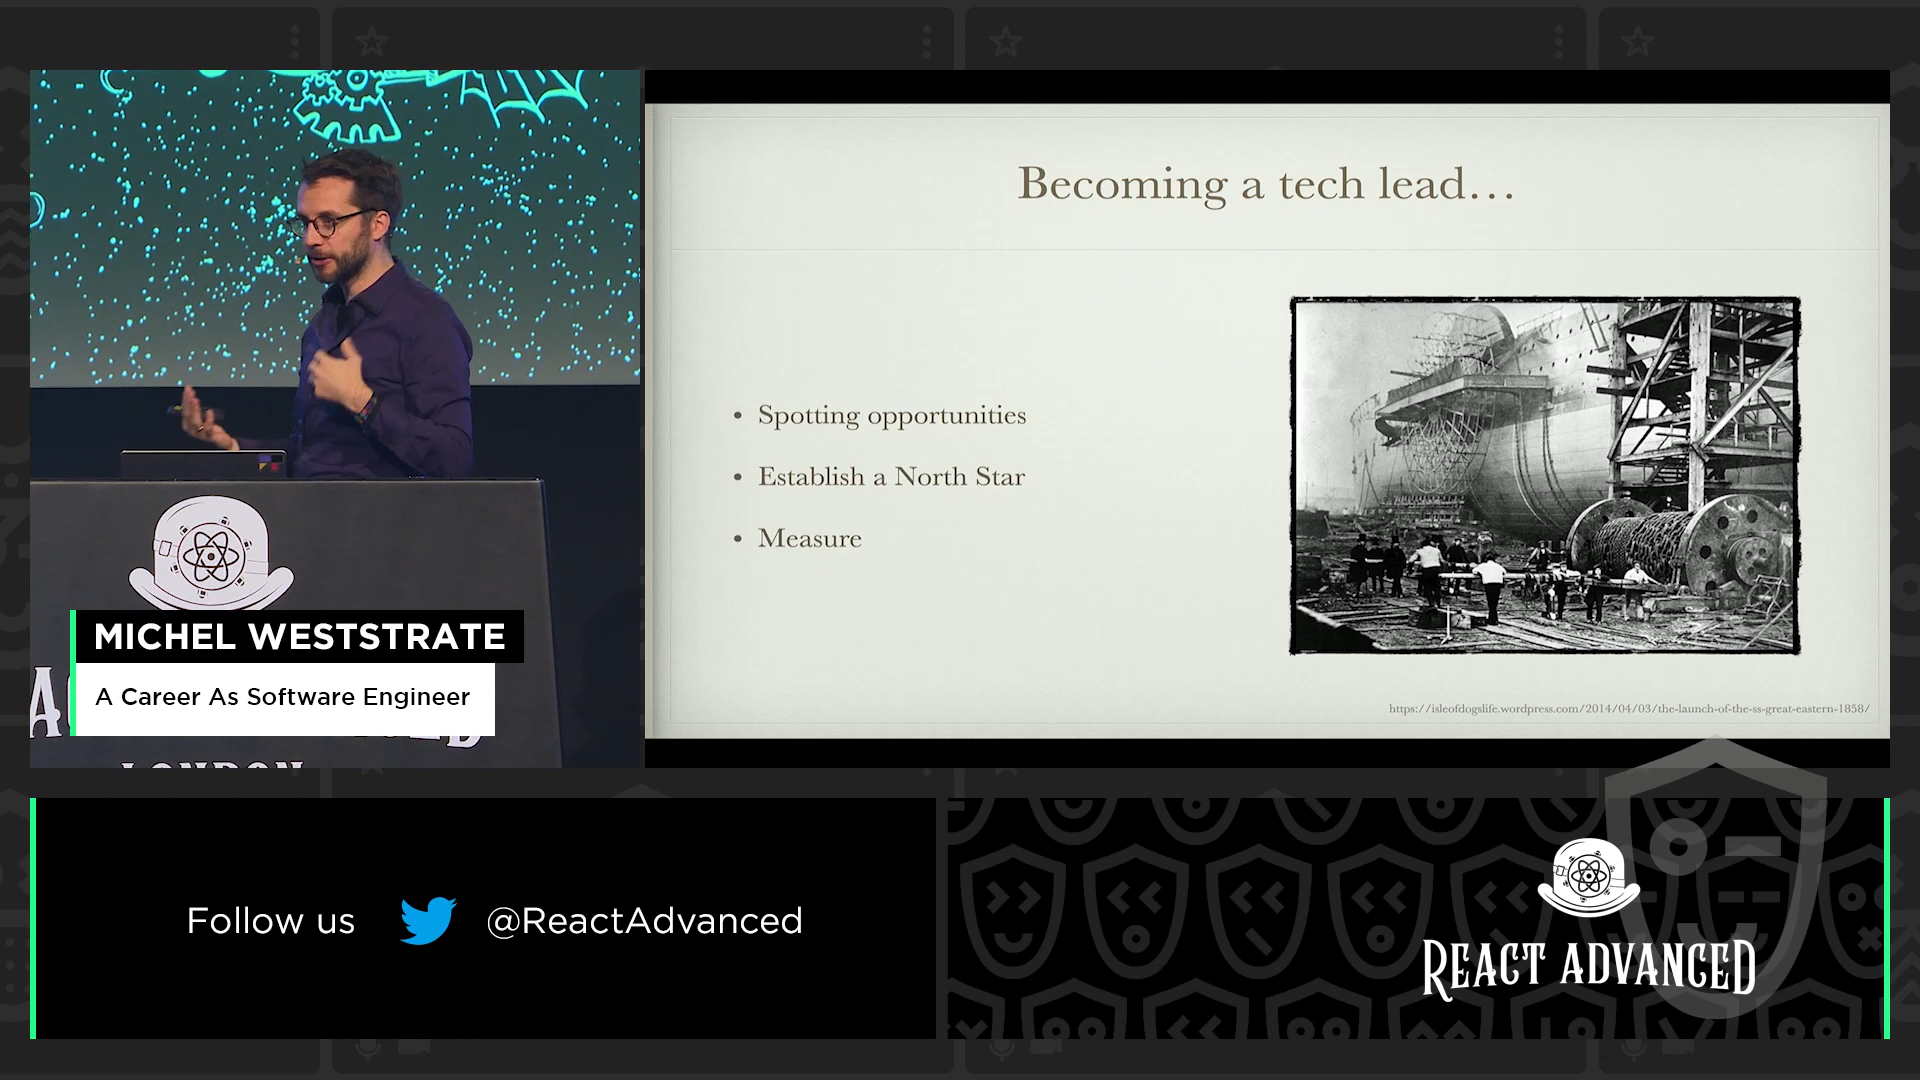 Becoming a tech lead...
• Spotting opportunities
• Establish a North Star
• Measure
https://isleofdogslife.wordpress.com/2014/04/03/the-launch-of-the-ss-great-eastern-1858/
MICHEL WESTSTRATE
A Career As Software Engineer
LONDON
Follow us
@ReactAdvanced
REACT ADVANCED